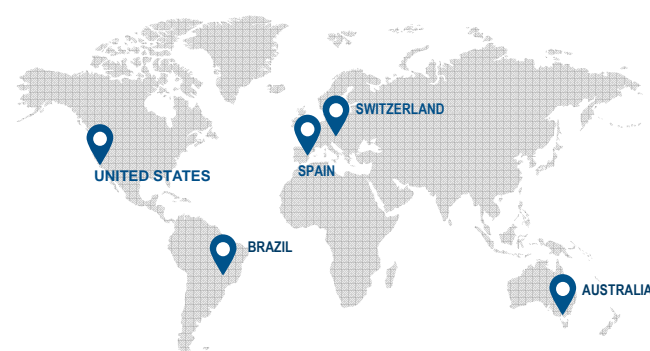 SWITZERLAND
SPAIN
UNITED STATES
BRAZIL
AUSTRALIA